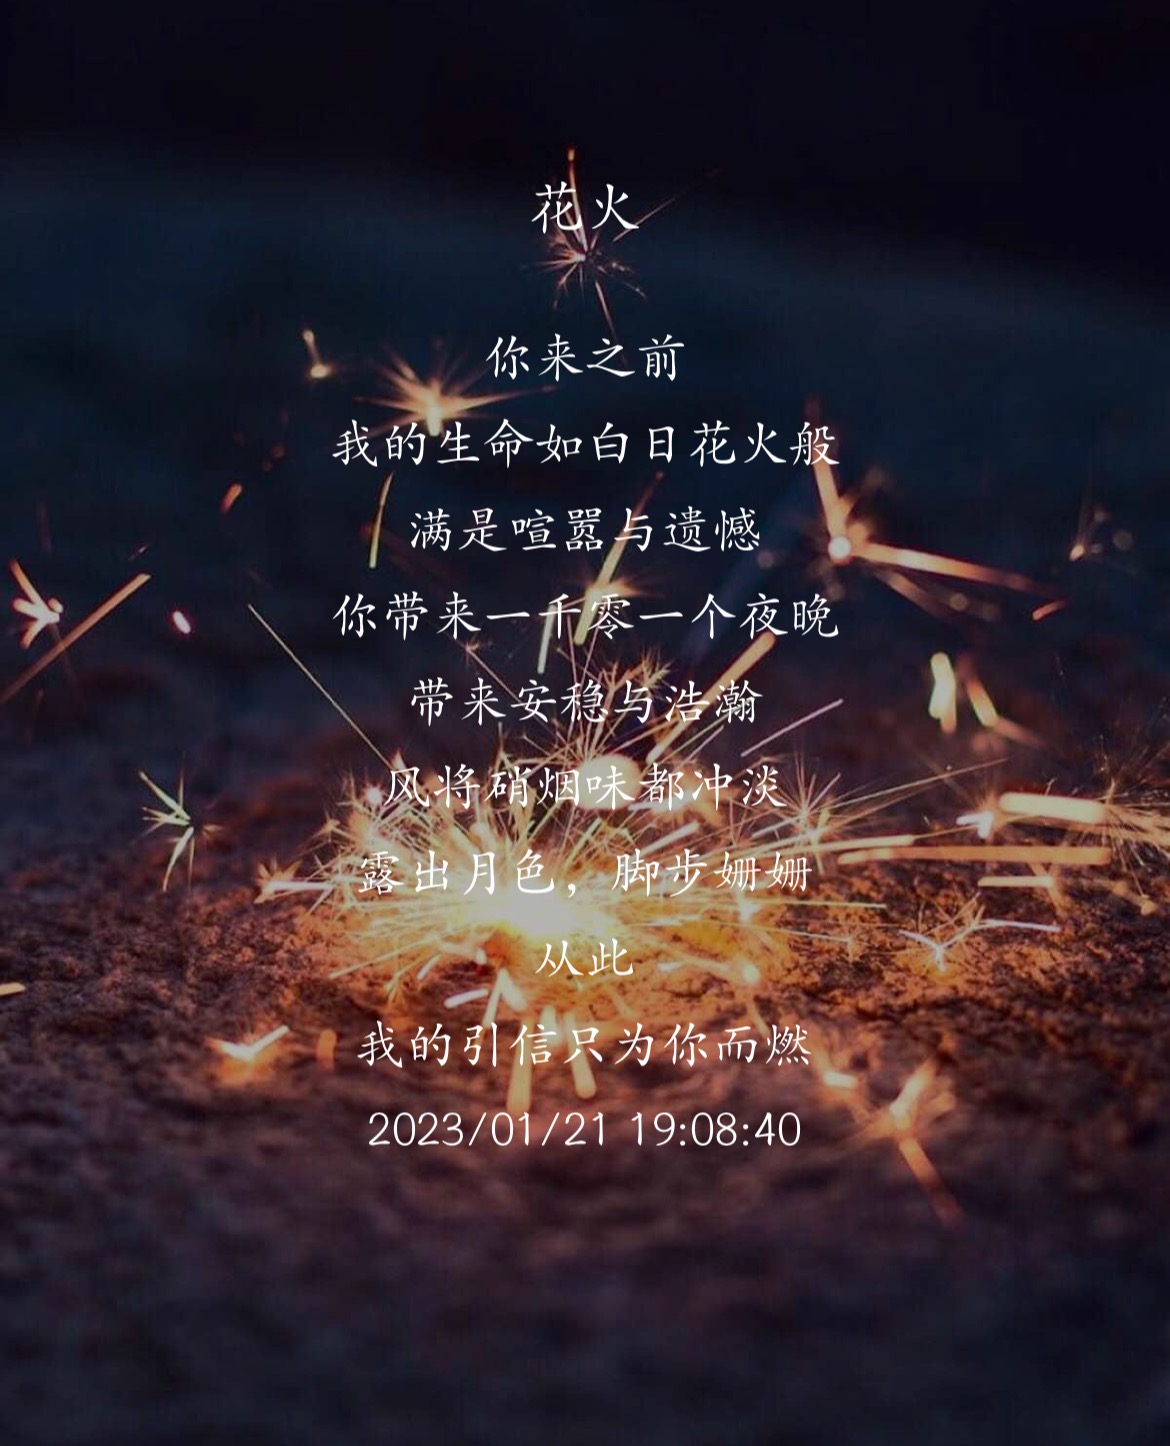 花火
你来之前
我的生命如白日花火般
满是喧嚣与遗憾
你带来一千零一个夜晚
带来安稳与浩瀚
风将硝烟味都冲淡
露出月色，脚步姗姗
从此
我的引信只为你而燃
2023/01/21 19:08:40